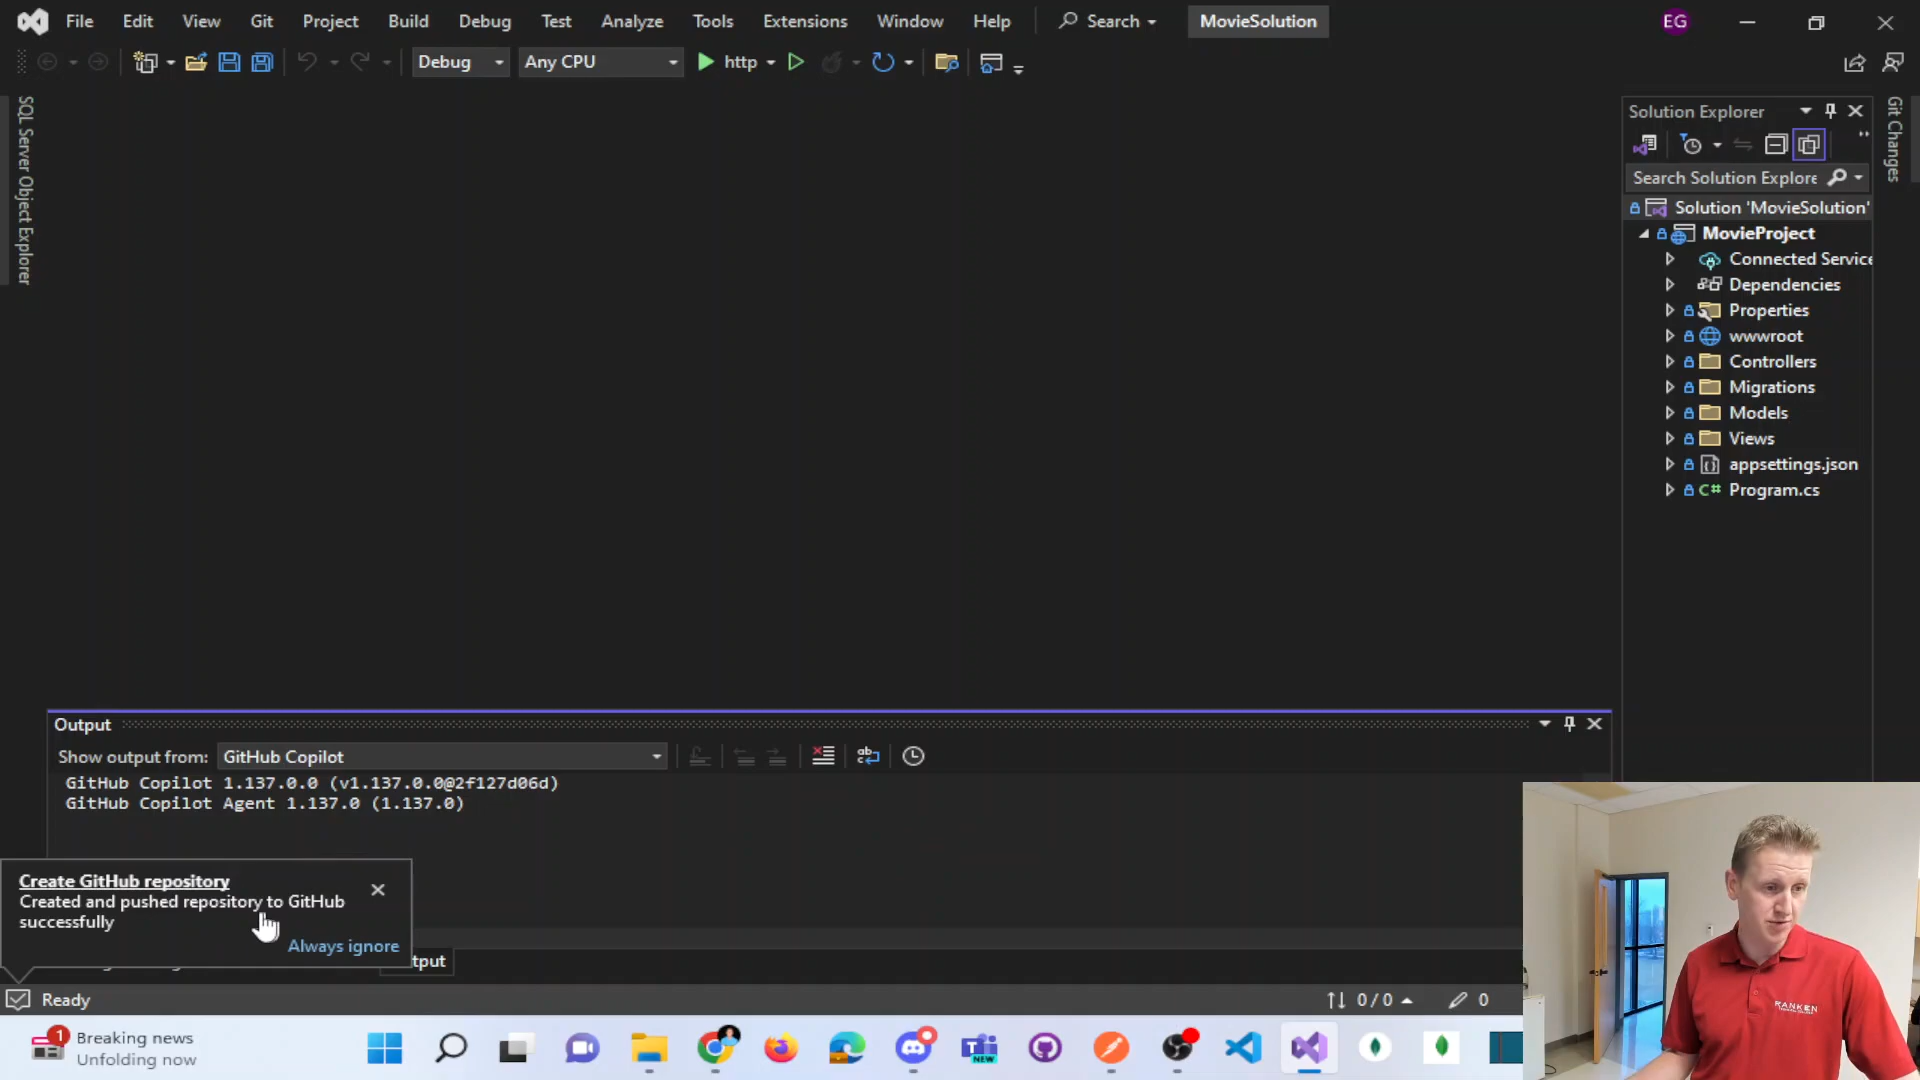 File Edit View Git Project Build Debug Test Analyze Tools Extensions Window Help Search MovieSolution EG
Debug Any CPU http
SQL Server Object Explorer
Solution Explorer
Search Solution Explore
Solution 'MovieSolution'
MovieProject
Connected Service
Dependencies
Properties
wwwroot
Controllers
Migrations
Models
Views
appsettings.json
C# Program.cs
Git Changes
Output
Show output from: GitHub Copilot
GitHub Copilot 1.137.0.0 (v1.137.0.0@2f127d06d)
GitHub Copilot Agent 1.137.0 (1.137.0)
Create GitHub repository
Created and pushed repository to GitHub
successfully
Always ignore
tput
Ready 0/0 0
1 Breaking news
Unfolding now
NEW
RANKEN